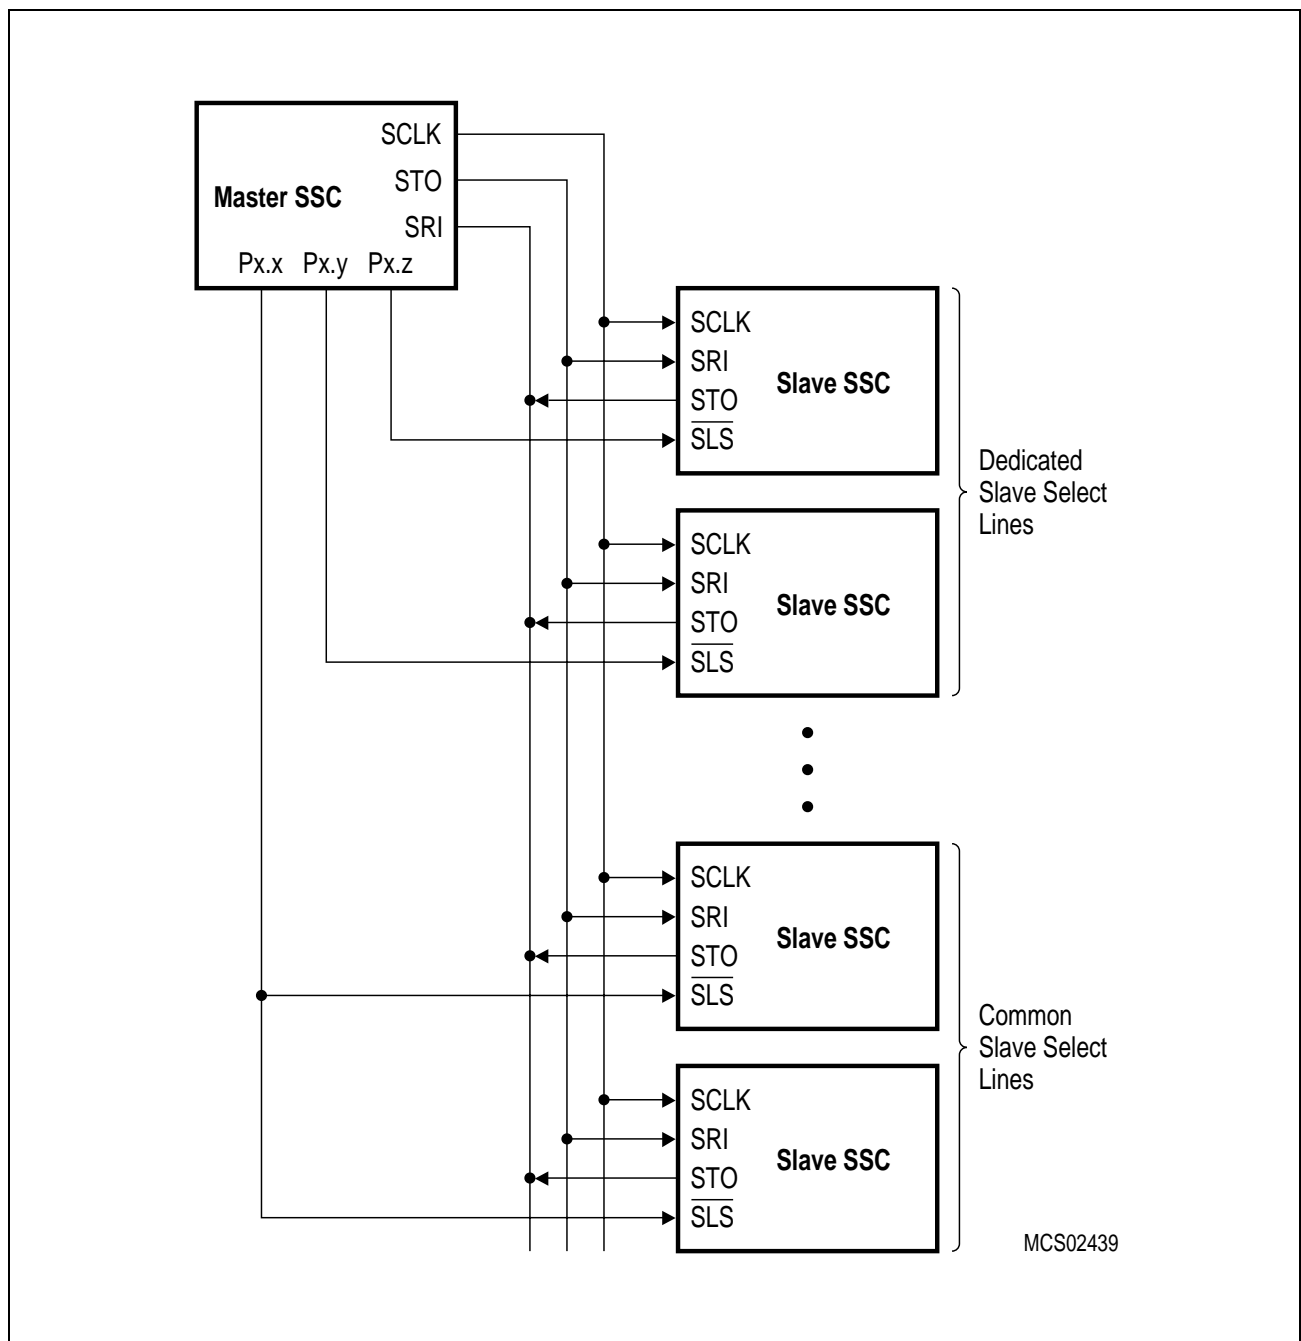 SCLK
STO
Master SSC
SRI
Px.x Px.y Px.z
SCLK
SRI
Slave SSC
STO
SLS
Dedicated
Slave Select
Lines
SCLK
SRI
Slave SSC
STO
SLS
SCLK
SRI
Slave SSC
STO
SLS
Common
Slave Select
Lines
SCLK
SRI
Slave SSC
STO
SLS
MCS02439